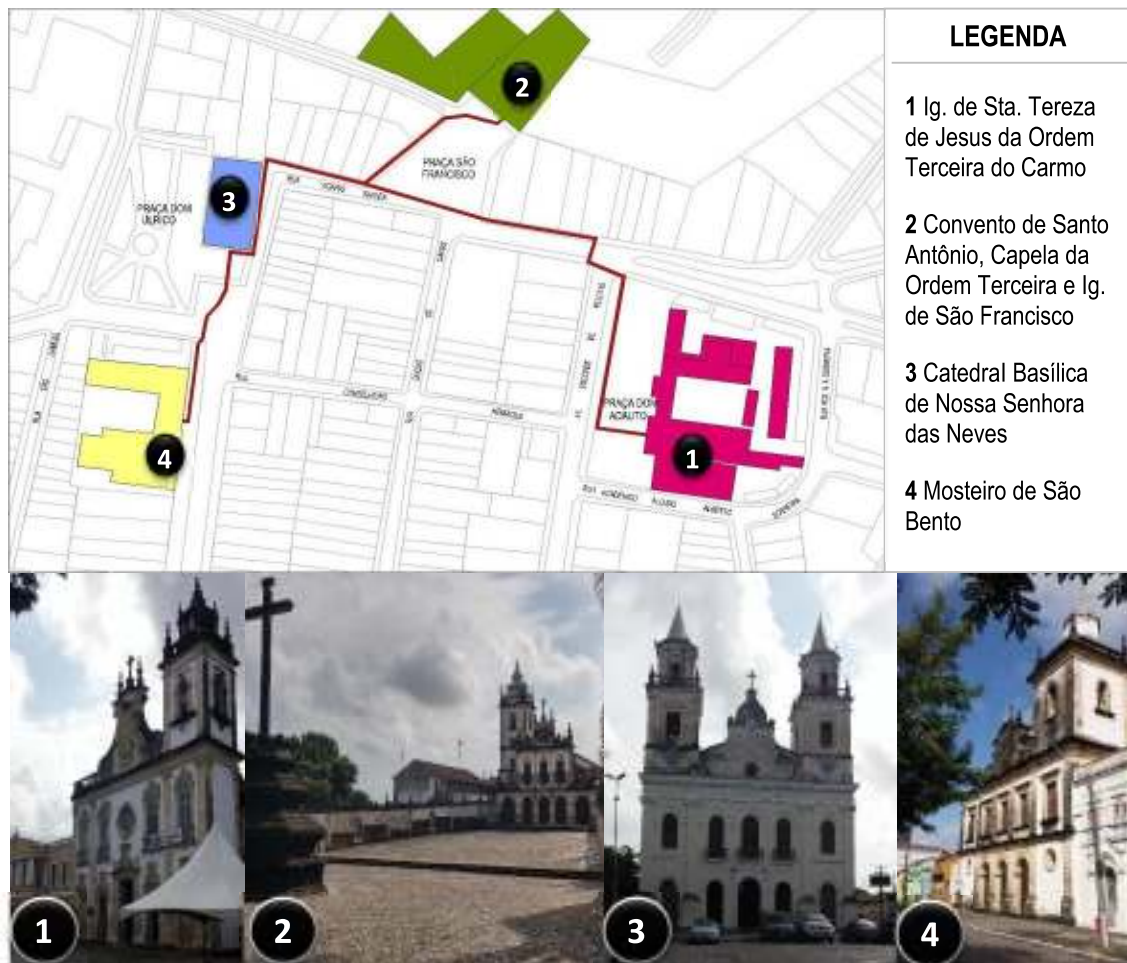 2
PRAÇA SÃO
FRANCISCO
3
PRAÇA DOM
ULRICO
PRAÇA DOM
ADAUTO
4
1
LEGENDA
1 Ig. de Sta. Tereza
de Jesus da Ordem
Terceira do Carmo
2 Convento de Santo
Antônio, Capela da
Ordem Terceira e Ig.
de São Francisco
3 Catedral Basílica
de Nossa Senhora
das Neves
4 Mosteiro de São
Bento
1
2
3
4